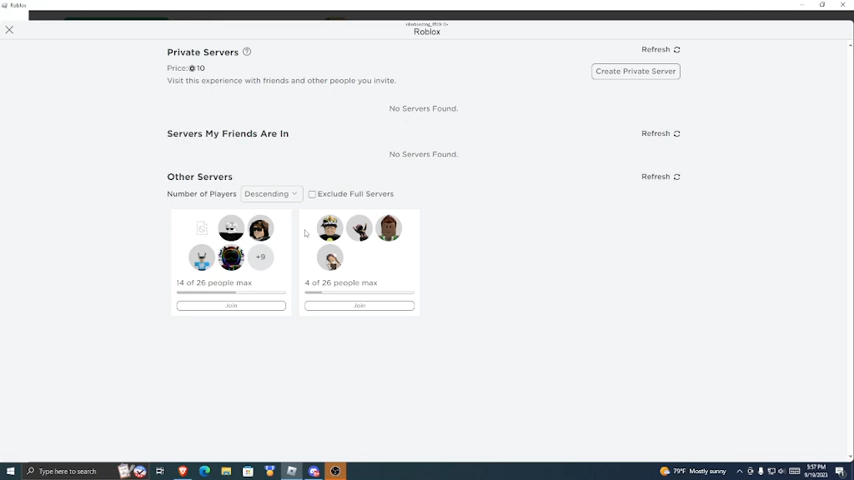 Roblox
Roblox
Private Servers
Refresh
Price: 10
Create Private Server
Visit this experience with friends and other people you invite.
No Servers Found.
Servers My Friends Are In
Refresh
No Servers Found.
Other Servers
Refresh
Number of Players
Descending
Exclude Full Servers
+9
14 of 26 people max
4 of 26 people max
Join
Join
Type here to search
79°F Mostly sunny
5:57 PM
9/19/2023